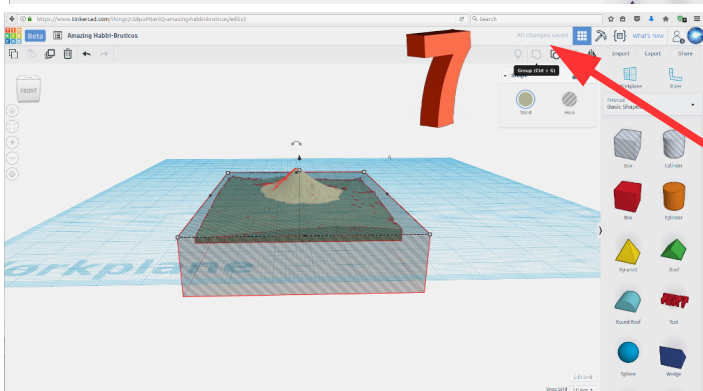 https://www.tinkercad.com/things/
Search
Beta
Amazing Habbi-Bruticus
All changes saved
What's New
7
Group (Ctrl + G)
Import
Export
Share
FRONT
Solid
Hole
Workplane
Ruler
Basic Shapes
Box
Cylinder
Box
Cylinder
Pyramid
Roof
Round Roof
Text
Sphere
Wedge
Workplane
Edit Grid
Snap Grid